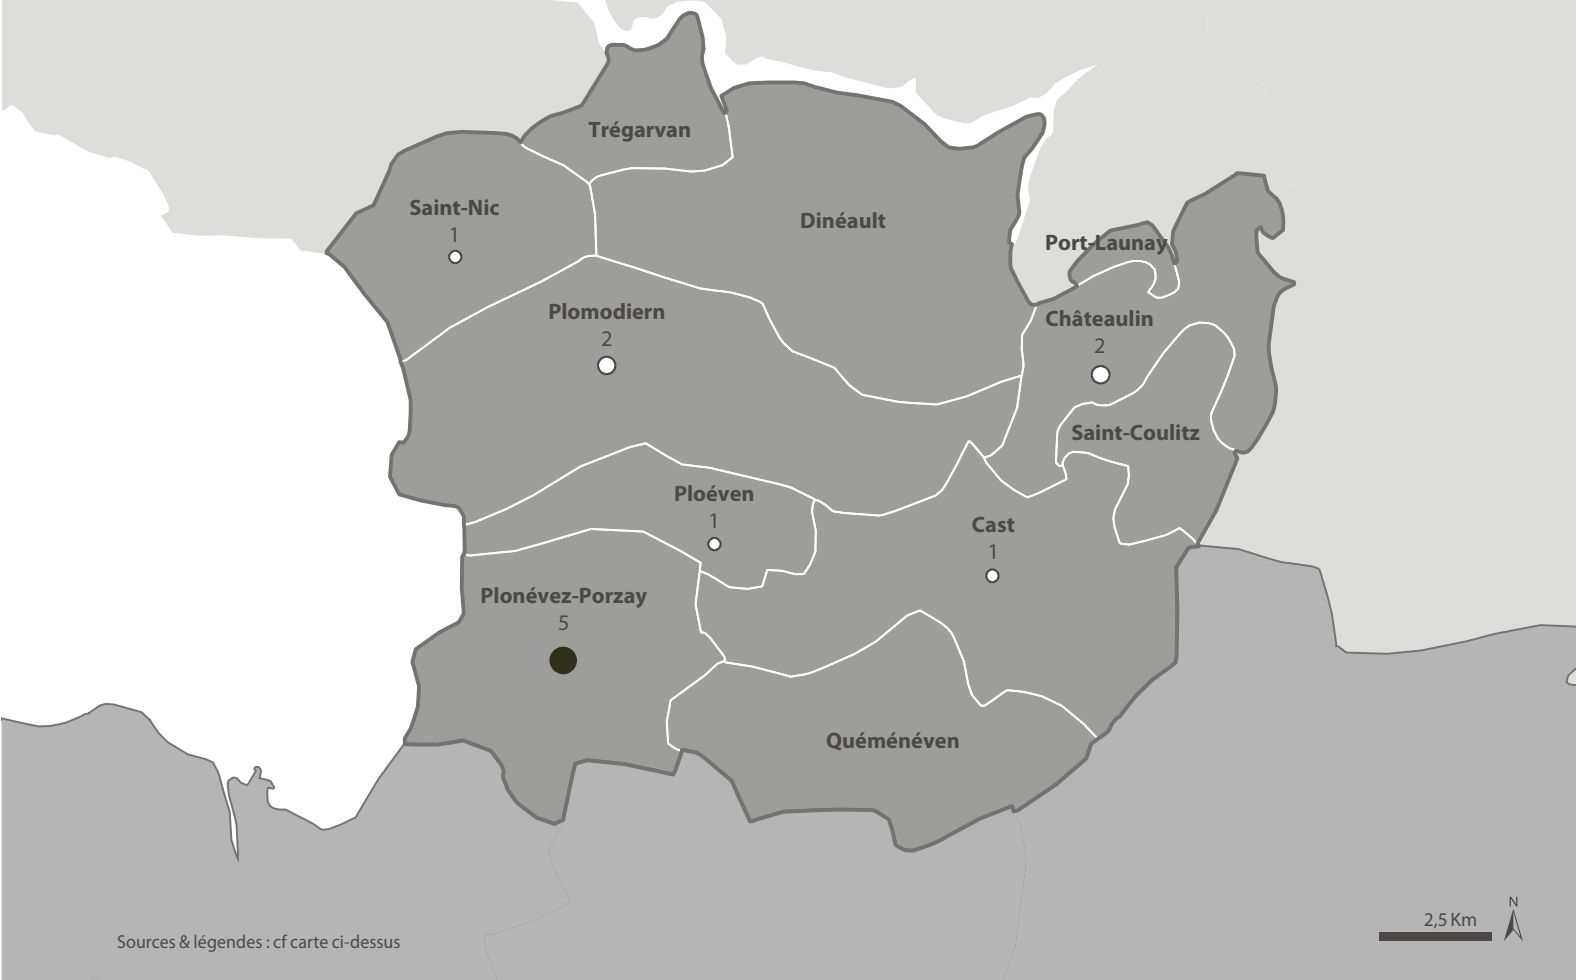 Trégarvan
Saint-Nic
1
Dinéault
Port-Launay
Plomodiern
2
Châteaulin
2
Saint-Coulitz
Ploéven
1
Cast
1
Plonévez-Porzay
5
Quéménéven
Sources & légendes : cf carte ci-dessus
2,5 Km
N